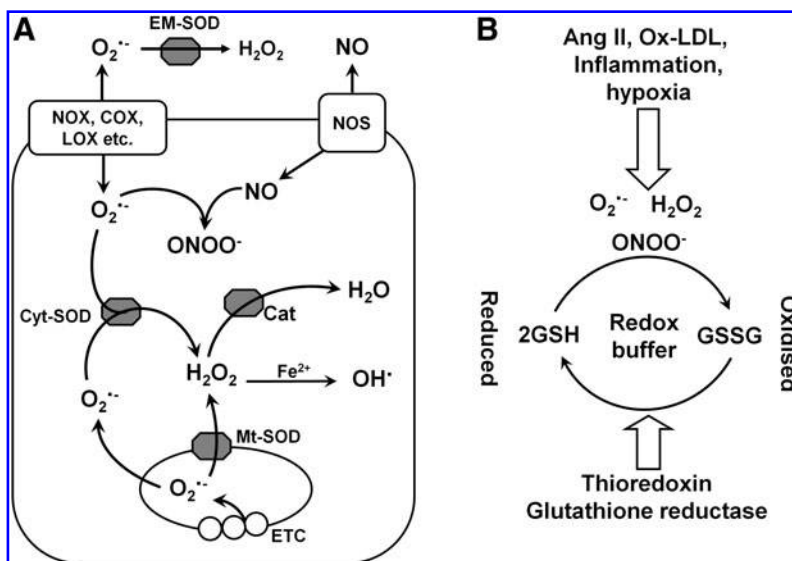 A
EM-SOD
O₂•- H₂O₂
NO
NOX, COX,
LOX etc.
NOS
O₂•-
NO
ONOO-
Cyt-SOD
Cat
H₂O
H₂O₂
Fe²⁺
OH•
O₂•-
Mt-SOD
O₂•-
ETC
B
Ang II, Ox-LDL,
Inflammation,
hypoxia
O₂•- H₂O₂
ONOO-
Reduced
2GSH
Redox
buffer
GSSG
Oxidised
Thioredoxin
Glutathione reductase